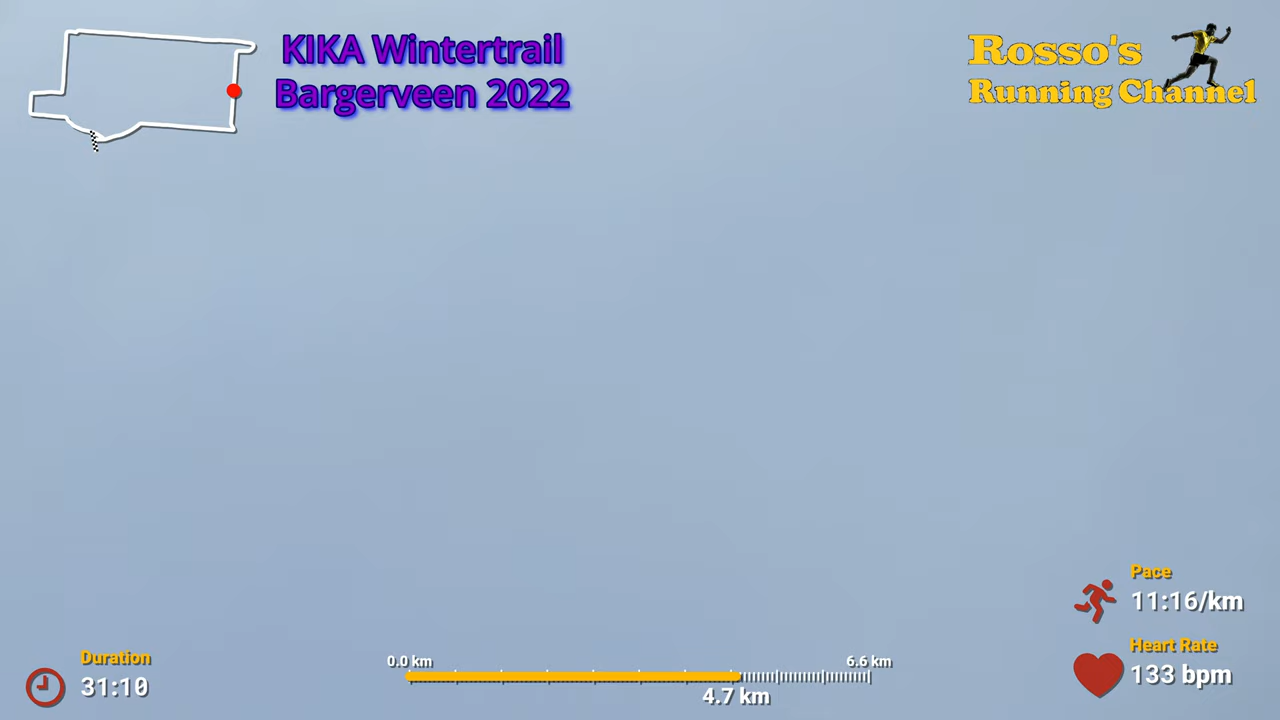 KIKA Wintertrail
Bargerveen 2022
Rosso's
Running Channel
Pace
11:16/km
Heart Rate
133 bpm
Duration
31:10
0.0 km
6.6 km
4.7 km